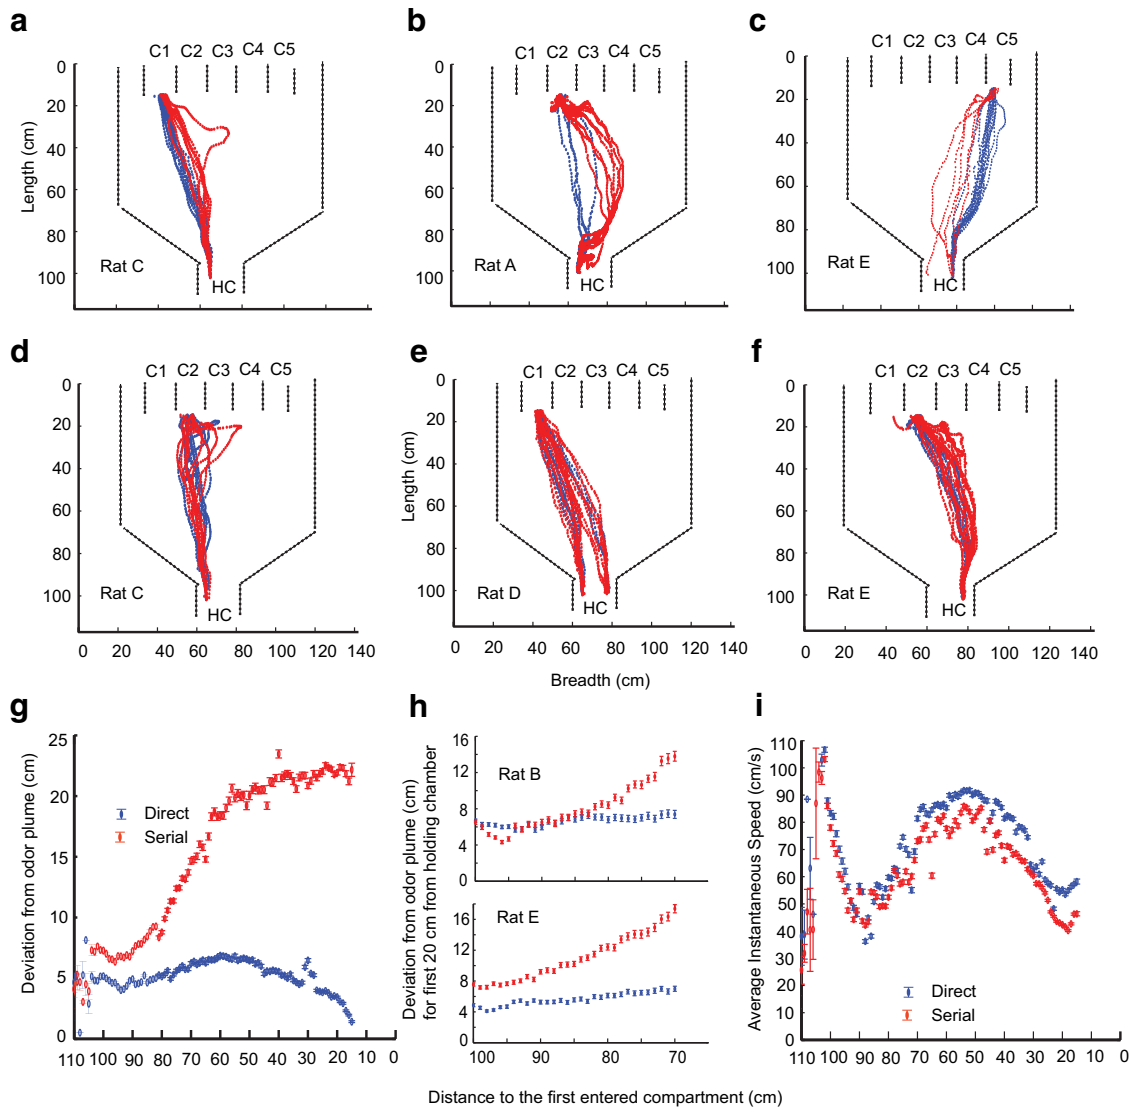 a
C1 C2 C3 C4 C5
0
20
40
60
80
100
Length (cm)
Rat C
HC
b
C1 C2 C3 C4 C5
0
20
40
60
80
100
Rat A
HC
c
C1 C2 C3 C4 C5
0
20
40
60
80
100
Rat E
HC
d
C1 C2 C3 C4 C5
0
20
40
60
80
100
Rat C
HC
0 20 40 60 80 100 120 140
e
C1 C2 C3 C4 C5
0
20
40
60
80
100
Length (cm)
Rat D
HC
0 20 40 60 80 100 120 140
f
C1 C2 C3 C4 C5
0
20
40
60
80
100
Rat E
HC
0 20 40 60 80 100 120 140
Breadth (cm)
g
25
20
15
10
5
0
Deviation from odor plume (cm)
Direct
Serial
110 100 90 80 70 60 50 40 30 20 10 0
h
Deviation from odor plume (cm)
for first 20 cm from holding chamber
16
12
8
4
0
Rat B
16
12
8
4
0
Rat E
100 90 80 70
i
110
100
90
80
70
60
50
40
30
20
10
0
Average Instantaneous Speed (cm/s)
Direct
Serial
110 100 80 60 40 20 0
Distance to the first entered compartment (cm)